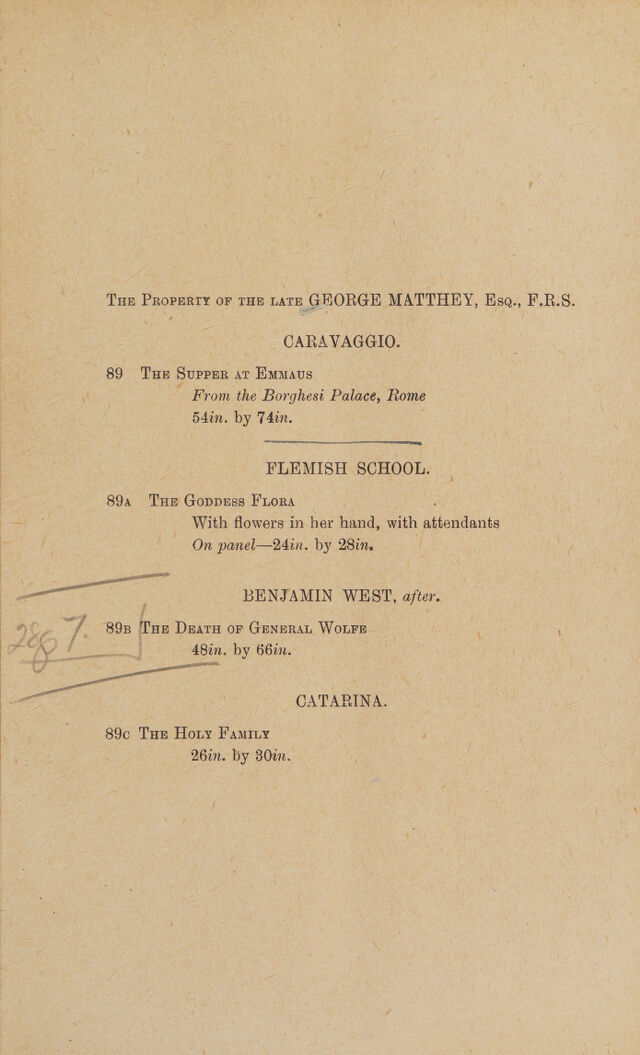 The Property of the late GEORGE MATTHEY, Esq., F.R.S.
CARAVAGGIO.
89 The Supper at Emmaus
From the Borghesi Palace, Rome
54in. by 74in.
FLEMISH SCHOOL.
89A The Goddess Flora
With flowers in her hand, with attendants
On panel—24in. by 28in.
BENJAMIN WEST, after.
89B The Death of General Wolfe
48in. by 66in.
CATARINA.
89C The Holy Family
26in. by 30in.